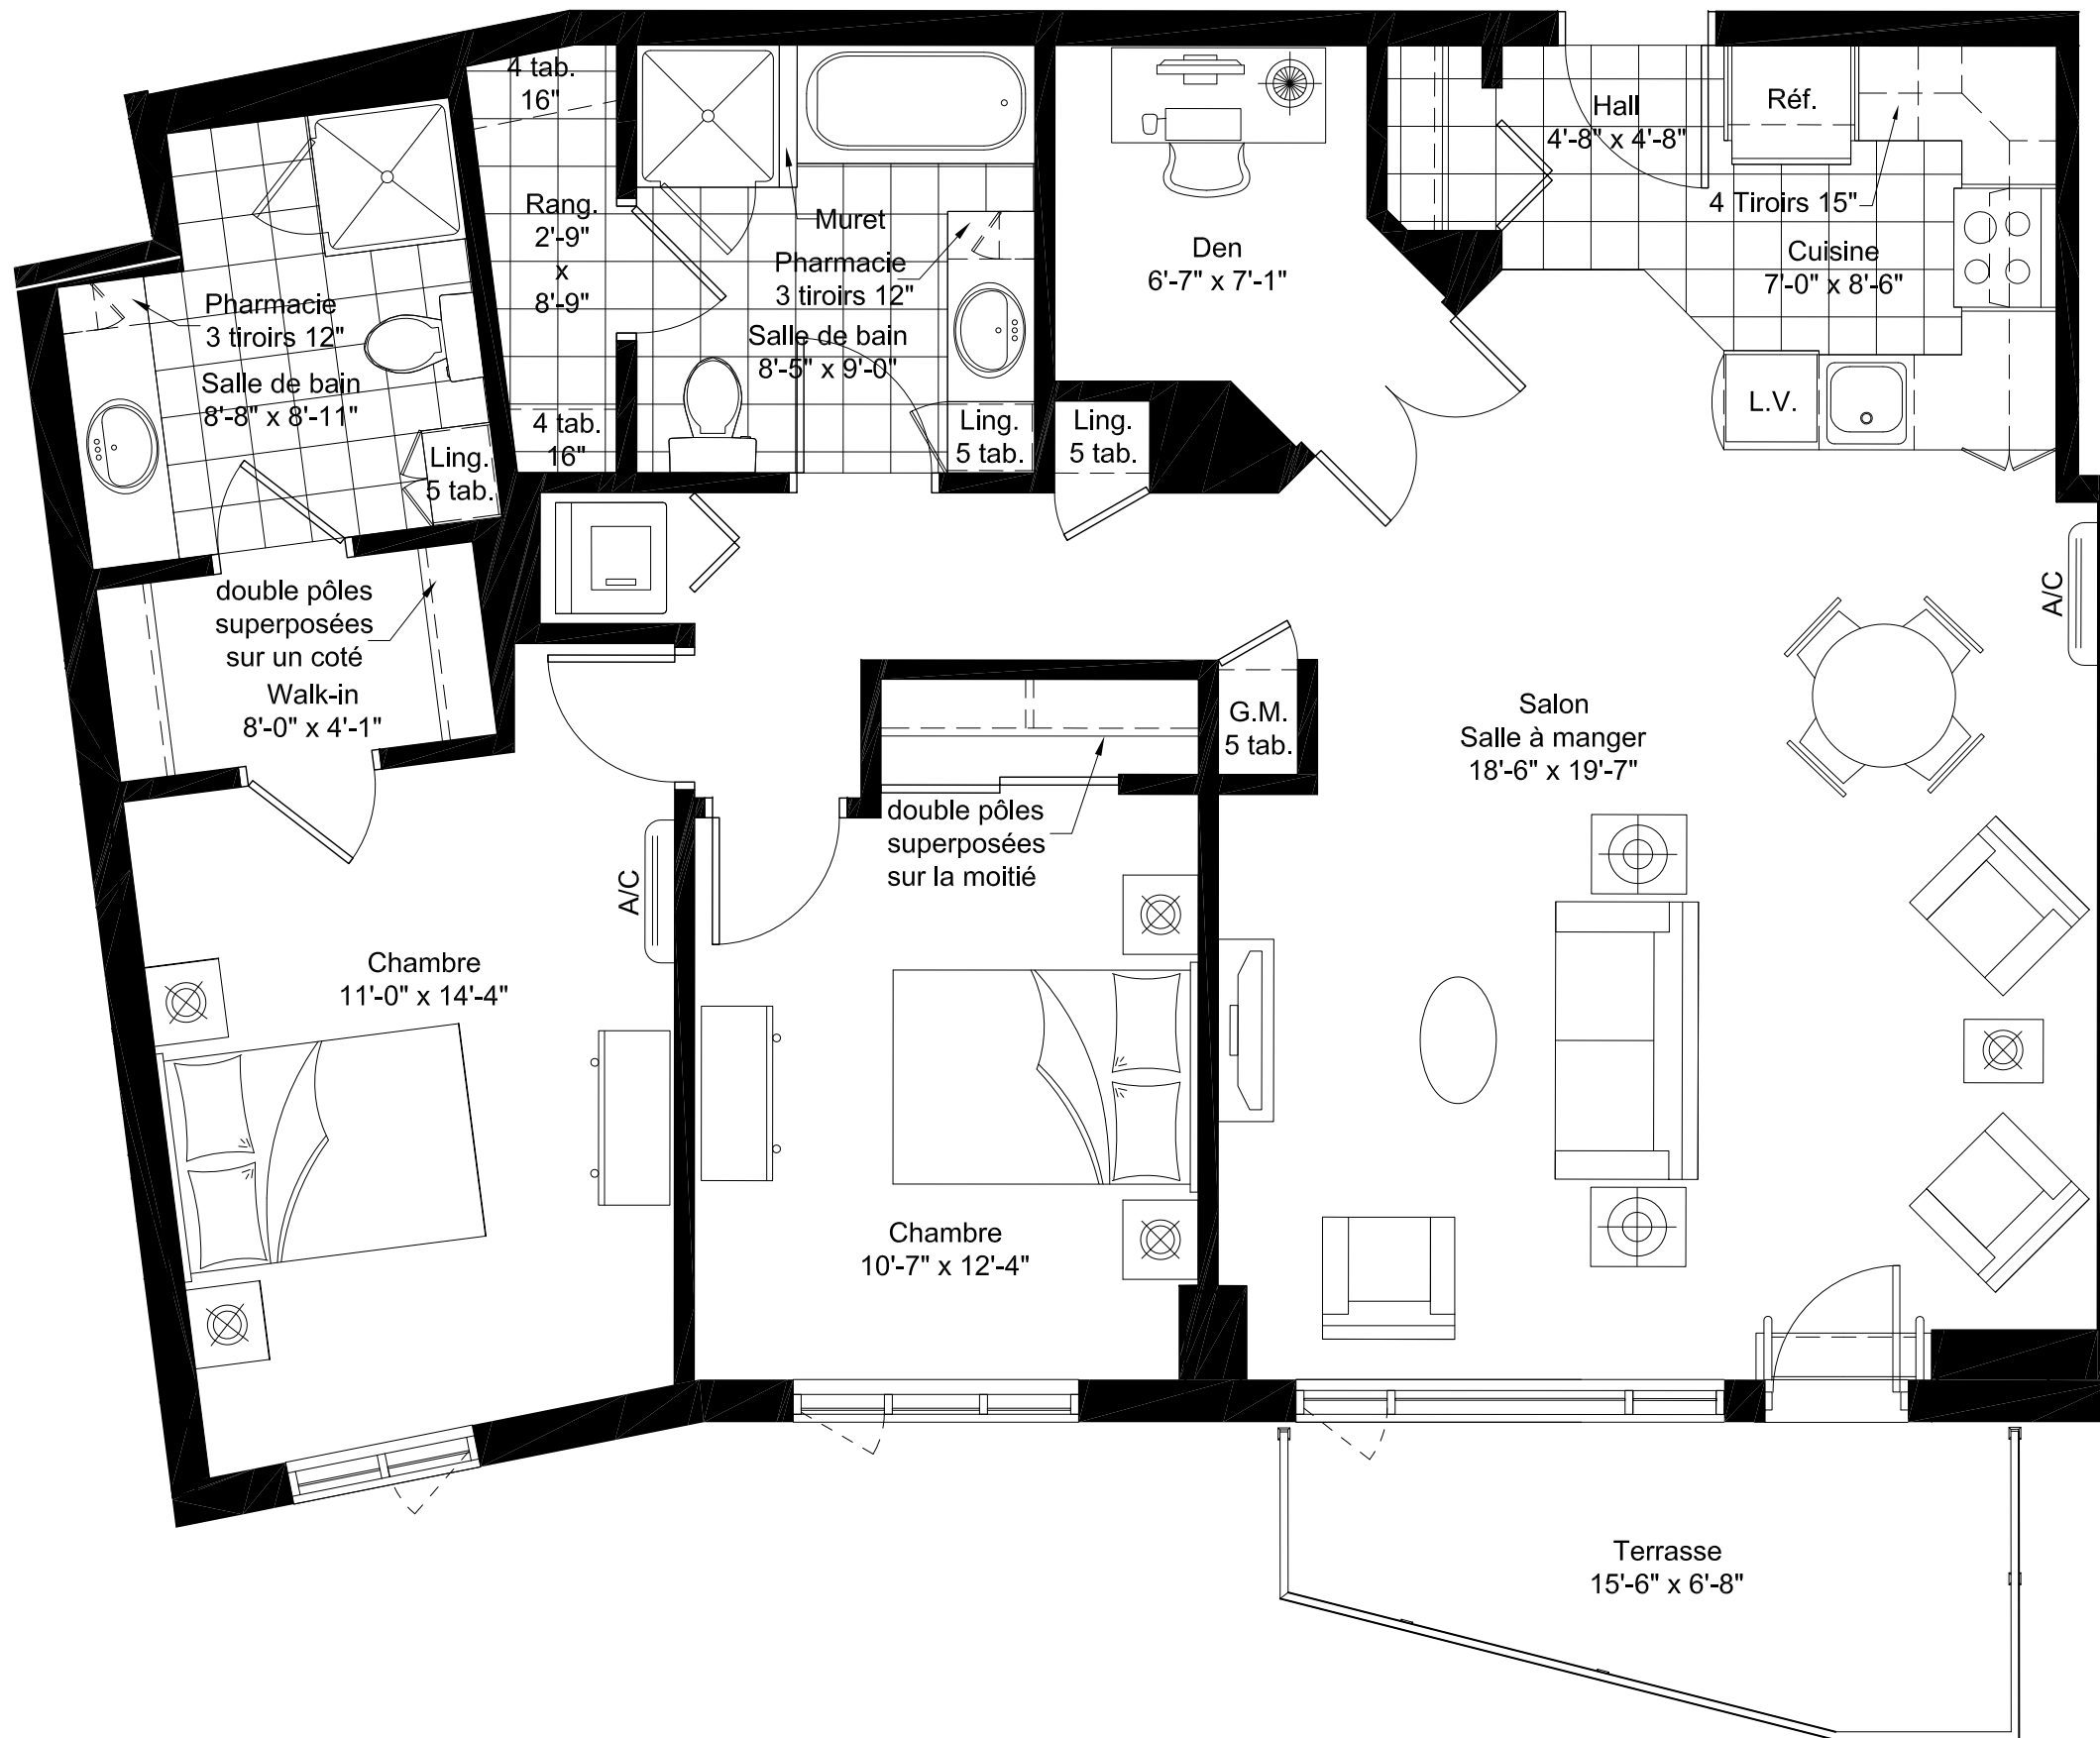 4 tab.
16"
Rang.
2'-9"
x
8'-9"
4 tab.
16"
Muret
Pharmacie
3 tiroirs 12"
Salle de bain
8'-5" x 9'-0"
Ling.
5 tab.
Ling.
5 tab.
Den
6'-7" x 7'-1"
Hall
4'-8" x 4'-8"
Réf.
4 Tiroirs 15"
Cuisine
7'-0" x 8'-6"
L.V.
Pharmacie
3 tiroirs 12"
Salle de bain
8'-8" x 8'-11"
Ling.
5 tab.
double pôles
superposées
sur un coté
Walk-in
8'-0" x 4'-1"
A/C
G.M.
5 tab.
Salon
Salle à manger
18'-6" x 19'-7"
double pôles
superposées
sur la moitié
A/C
Chambre
11'-0" x 14'-4"
Chambre
10'-7" x 12'-4"
Terrasse
15'-6" x 6'-8"